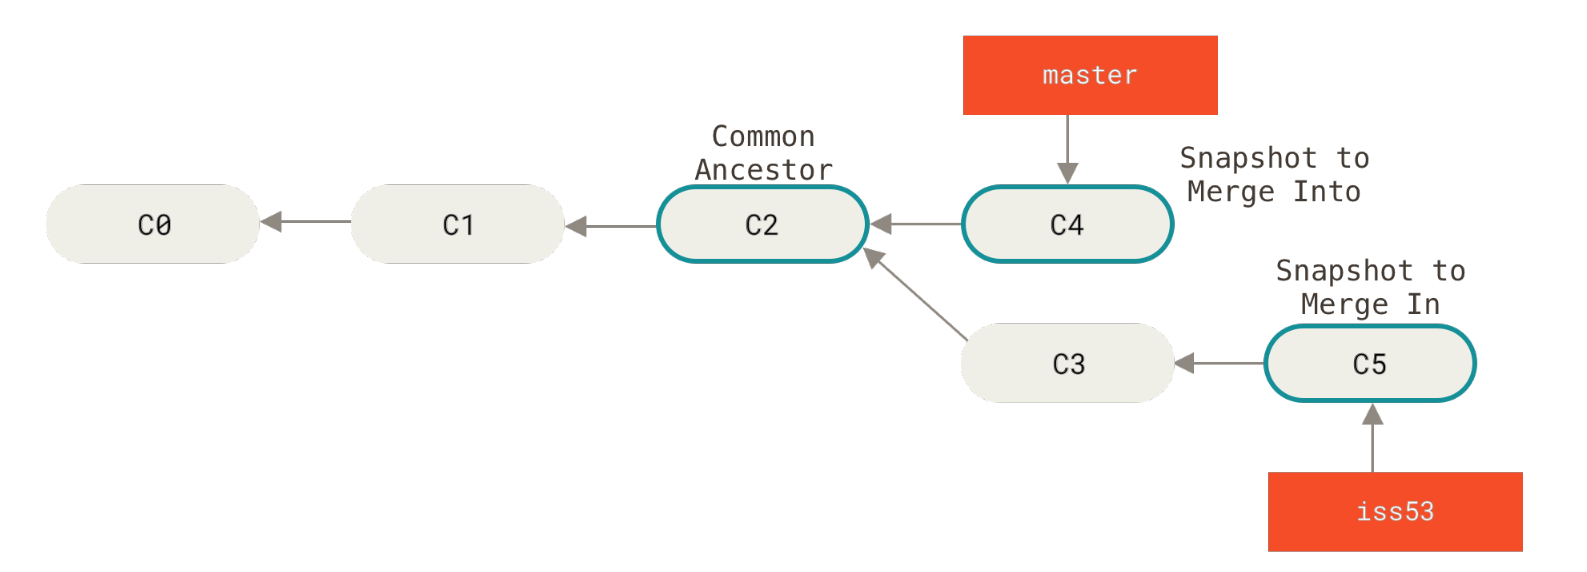 master
Common
Ancestor
Snapshot to
Merge Into
C0
C1
C2
C4
Snapshot to
Merge In
C3
C5
iss53